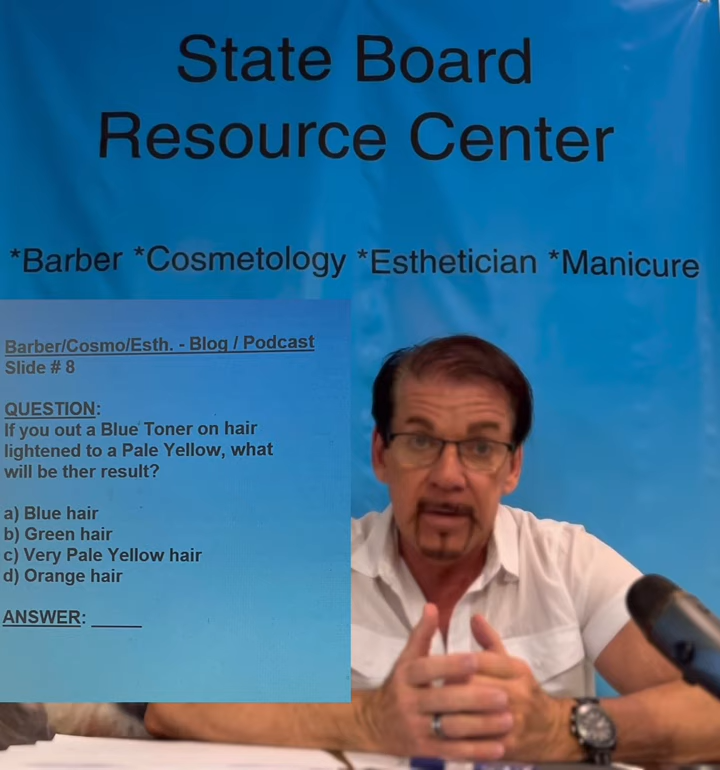 State Board
Resource Center
*Barber *Cosmetology *Esthetician *Manicure
Barber/Cosmo/Esth. - Blog / Podcast
Slide # 8
QUESTION:
If you out a Blue Toner on hair
lightened to a Pale Yellow, what
will be ther result?
a) Blue hair
b) Green hair
c) Very Pale Yellow hair
d) Orange hair
ANSWER: _____